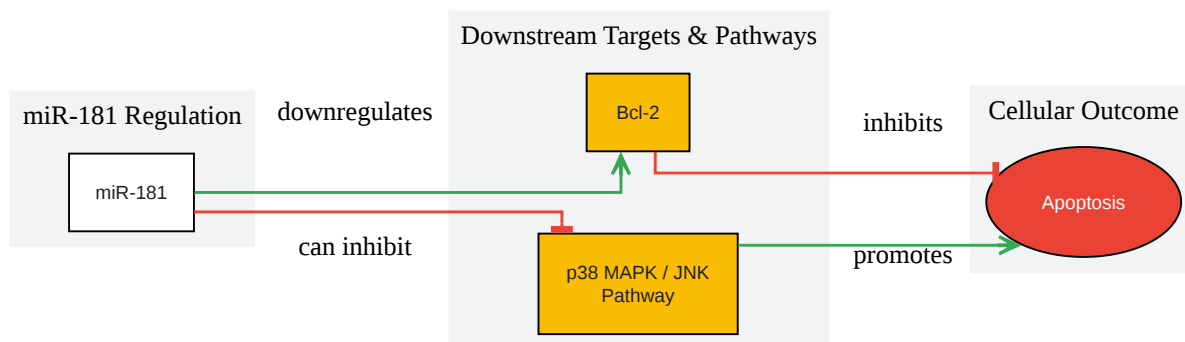 Downstream Targets & Pathways
miR-181 Regulation
downregulates
Bcl-2
inhibits
Cellular Outcome
miR-181
Apoptosis
can inhibit
promotes
p38 MAPK / JNK
Pathway